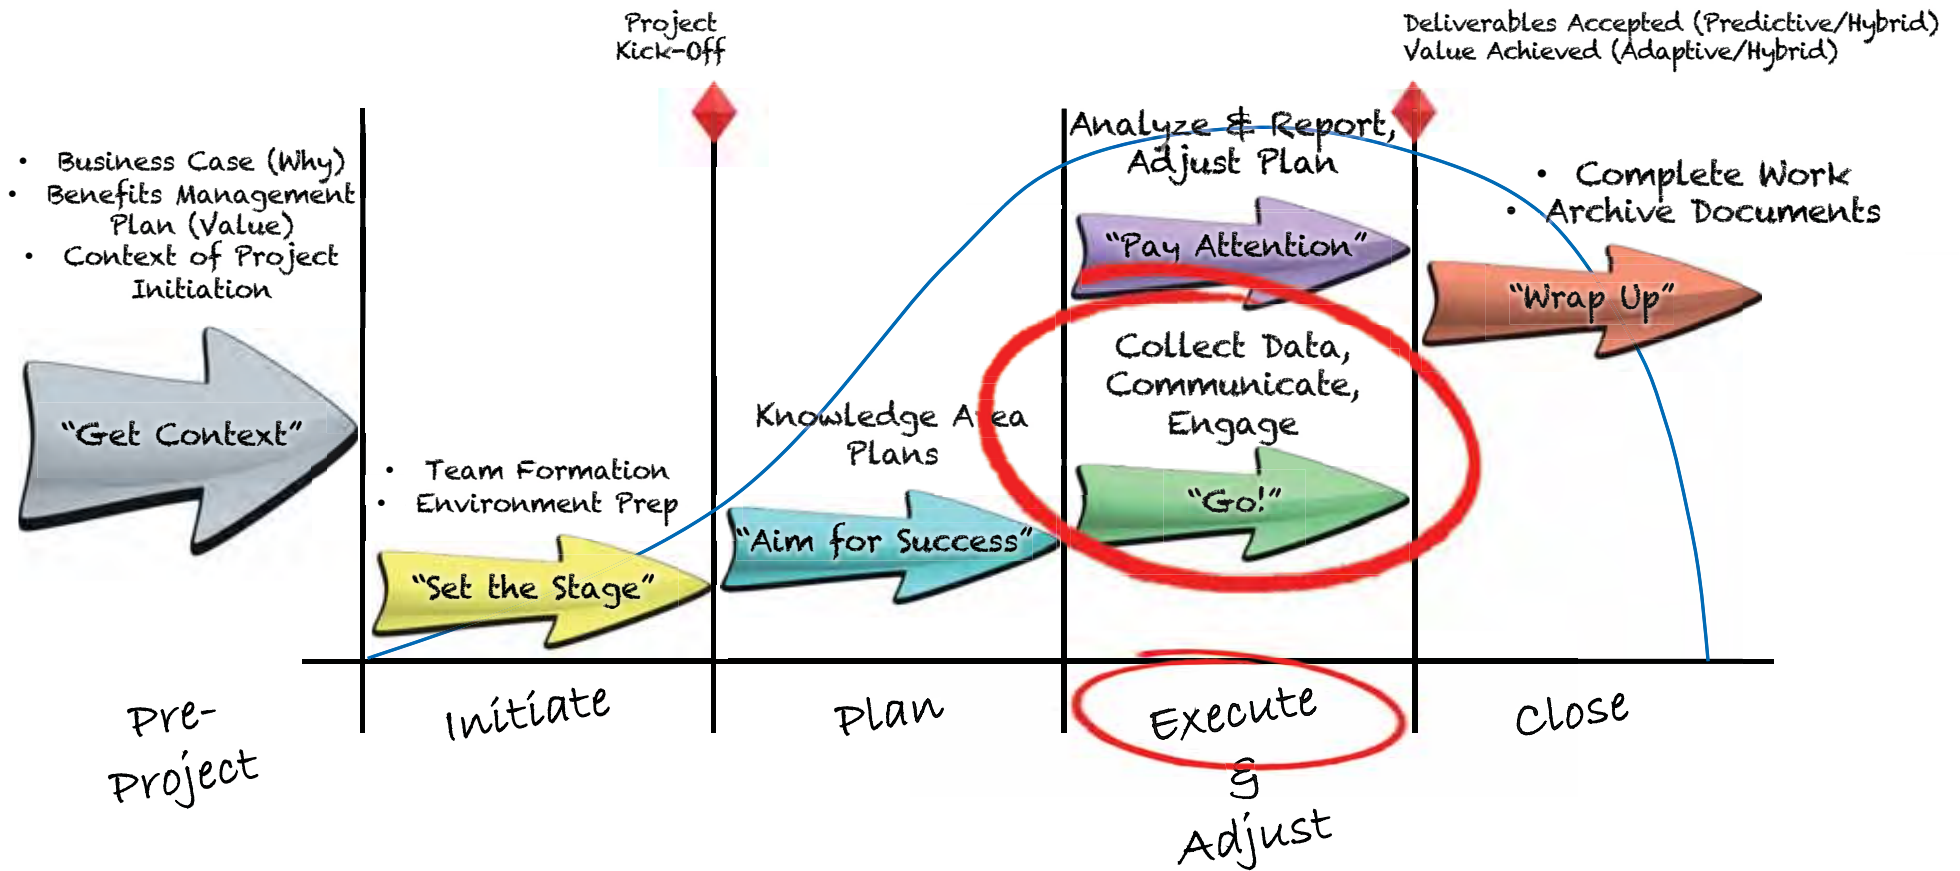 Project
Kick-Off
Deliverables Accepted (Predictive/Hybrid)
Value Achieved (Adaptive/Hybrid)
• Business Case (Why)
• Benefits Management
Plan (Value)
• Context of Project
Initiation
"Get Context"
• Team Formation
• Environment Prep
"Set the Stage"
Knowledge Area
Plans
"Aim for Success"
Analyze & Report,
Adjust Plan
"Pay Attention"
Collect Data,
Communicate,
Engage
"Go!"
• Complete Work
• Archive Documents
"Wrap Up"
Pre-
Project
Initiate
Plan
Execute
&
Adjust
Close